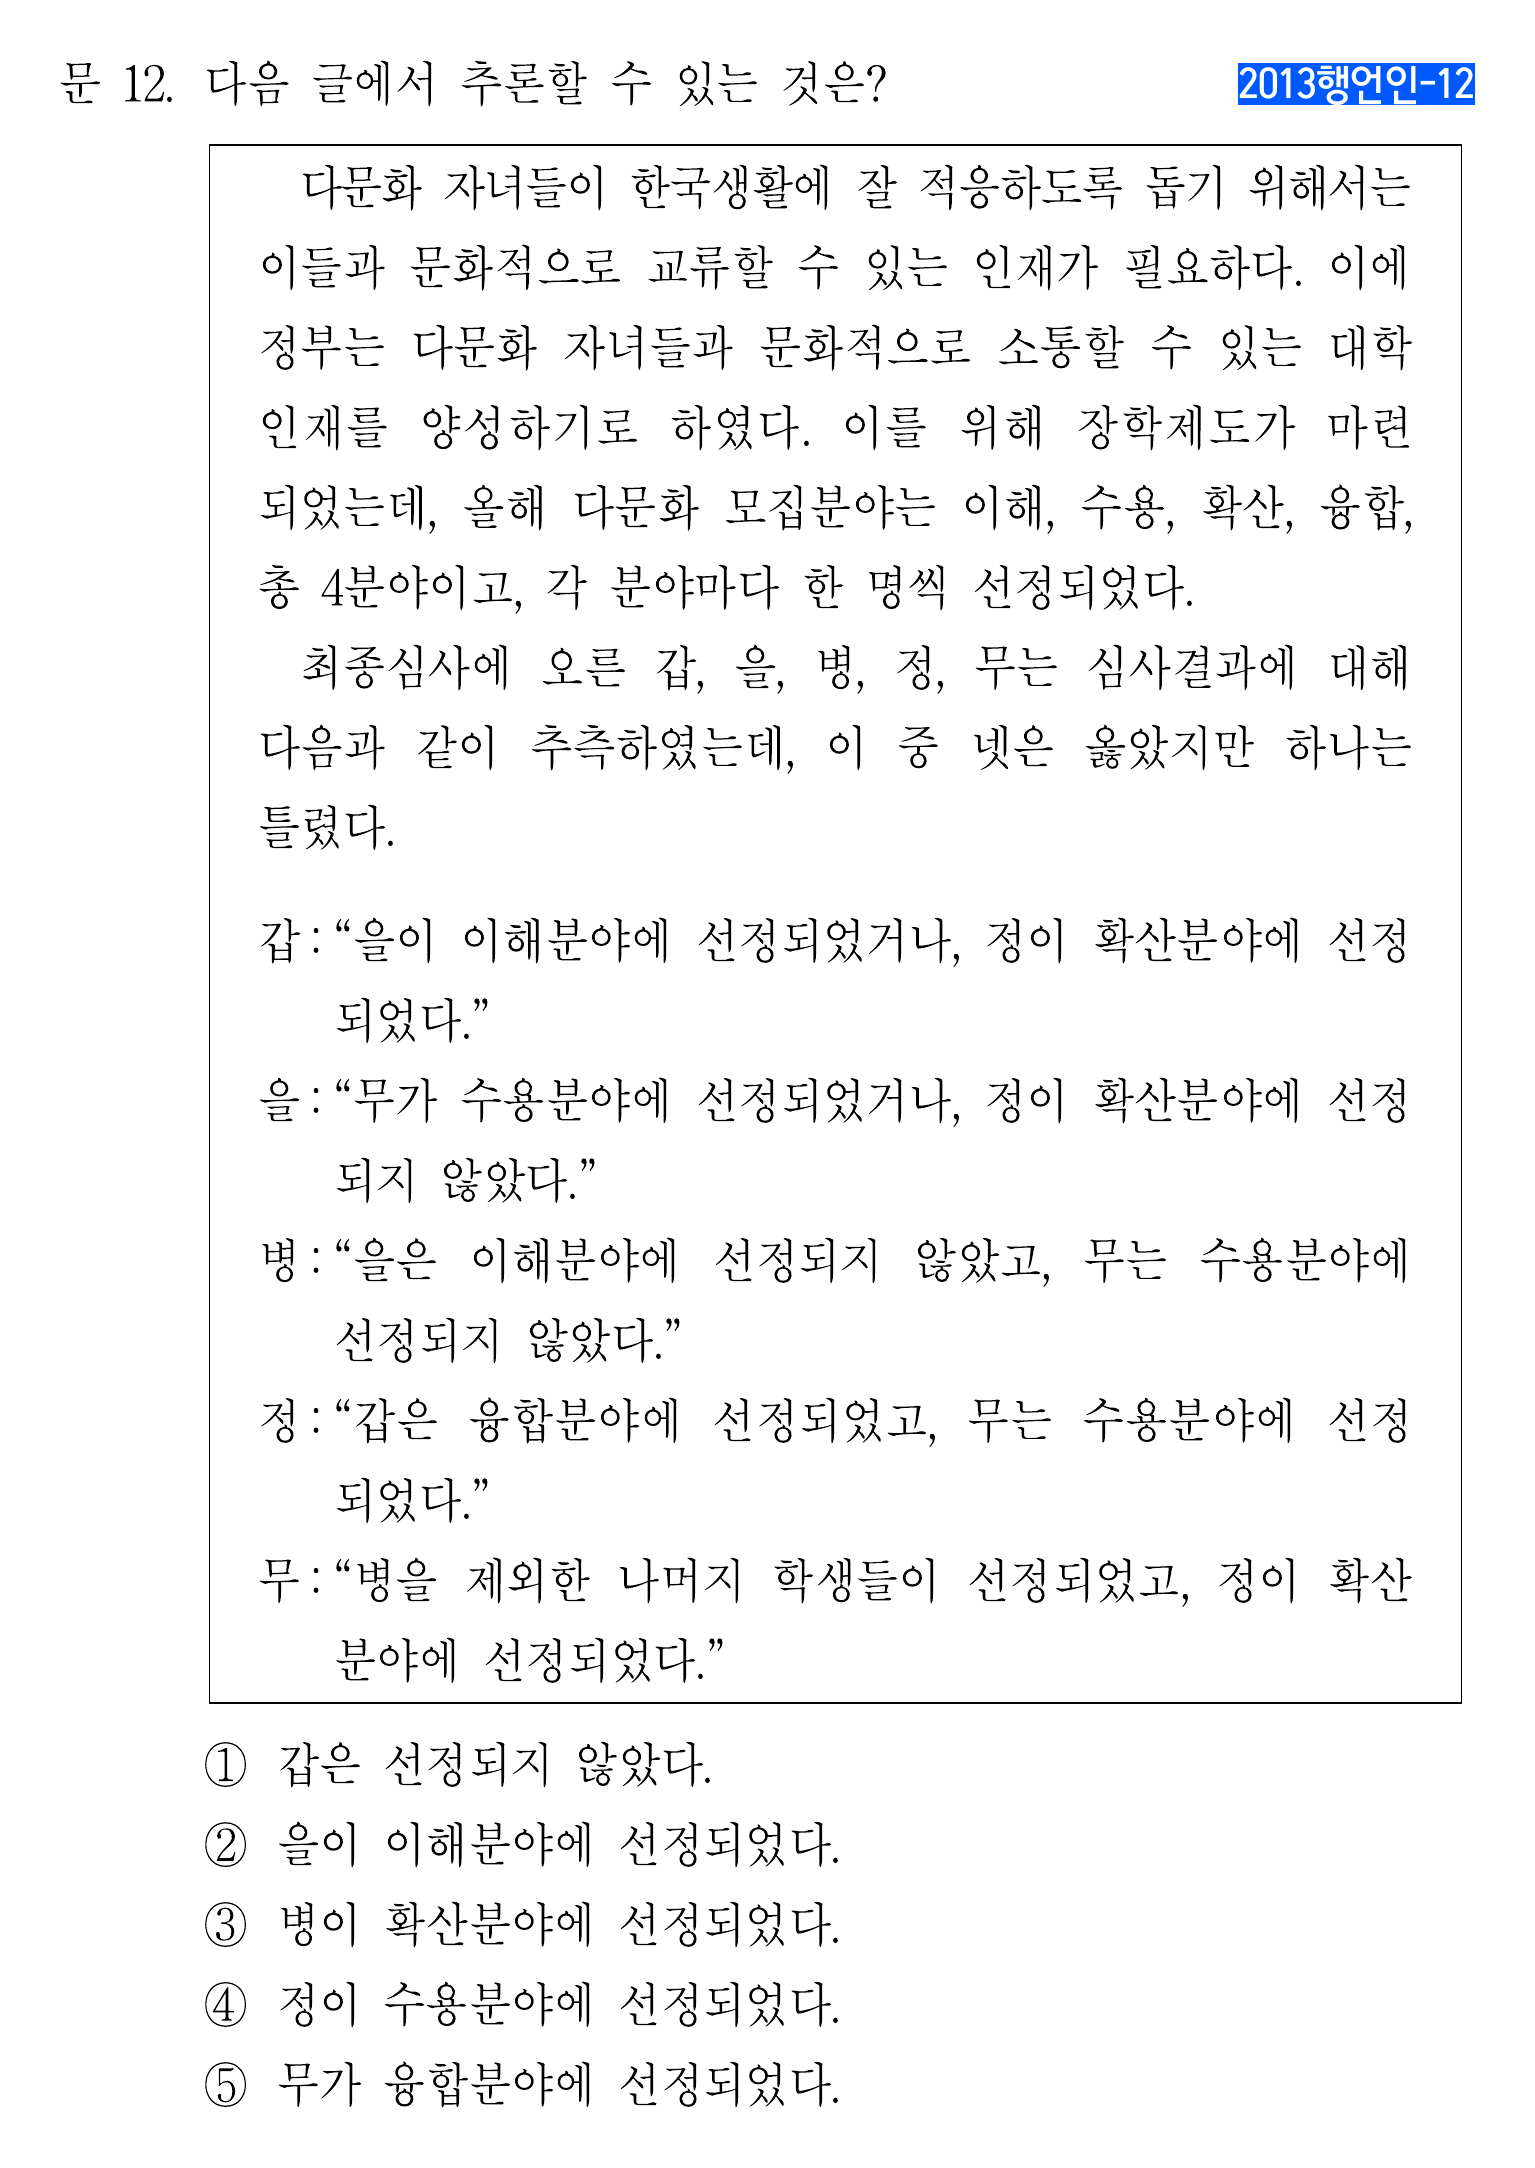 문 12. 다음 글에서 추론할 수 있는 것은?
2013행언인-12
다문화 자녀들이 한국생활에 잘 적응하도록 돕기 위해서는
이들과 문화적으로 교류할 수 있는 인재가 필요하다. 이에
정부는 다문화 자녀들과 문화적으로 소통할 수 있는 대학
인재를 양성하기로 하였다. 이를 위해 장학제도가 마련
되었는데, 올해 다문화 모집분야는 이해, 수용, 확산, 융합,
총 4분야이고, 각 분야마다 한 명씩 선정되었다.
최종심사에 오른 갑, 을, 병, 정, 무는 심사결과에 대해
다음과 같이 추측하였는데, 이 중 넷은 옳았지만 하나는
틀렸다.
갑 : “을이 이해분야에 선정되었거나, 정이 확산분야에 선정
되었다.”
을 : “무가 수용분야에 선정되었거나, 정이 확산분야에 선정
되지 않았다.”
병 : “을은 이해분야에 선정되지 않았고, 무는 수용분야에
선정되지 않았다.”
정 : “갑은 융합분야에 선정되었고, 무는 수용분야에 선정
되었다.”
무 : “병을 제외한 나머지 학생들이 선정되었고, 정이 확산
분야에 선정되었다.”
① 갑은 선정되지 않았다.
② 을이 이해분야에 선정되었다.
③ 병이 확산분야에 선정되었다.
④ 정이 수용분야에 선정되었다.
⑤ 무가 융합분야에 선정되었다.